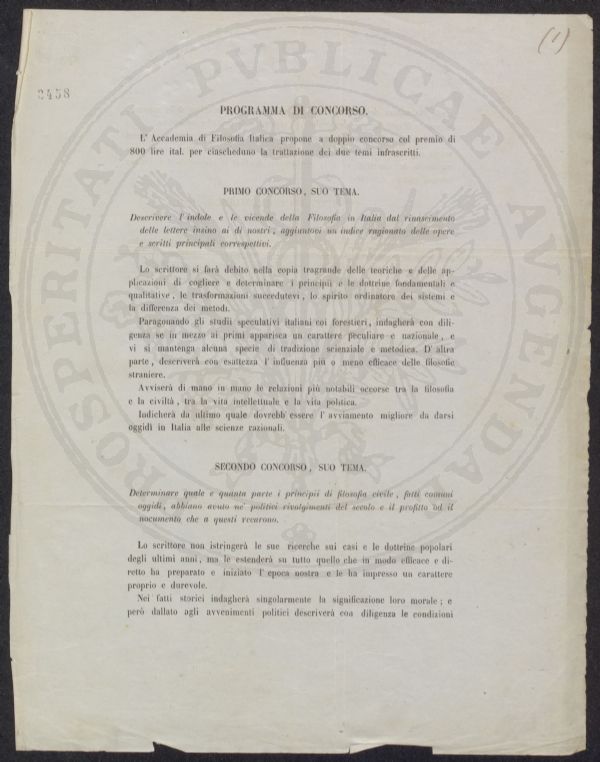 (1)
2458
PROSPERITATI PVBLICAE AVGENDAE
PROGRAMMA DI CONCORSO.
L' Accademia di Filosofia Italica propone a doppio concorso col premio di
800 lire ital. per ciascheduno la trattazione dei due temi infrascritti.
PRIMO CONCORSO, SUO TEMA.
Descrivere l' indole e le vicende della Filosofia in Italia dal rinascimento
delle lettere insino ai dì nostri, aggiuntovi un indice ragionato delle opere
e scritti principali correspettivi.
Lo scrittore si farà debito nella copia tragrande delle teoriche e delle ap-
plicazioni di cogliere e determinare i principii e le dottrine fondamentali e
qualitative, le trasformazioni succedutevi, lo spirito ordinatore dei sistemi e
la differenza dei metodi.
Paragonando gli studii speculativi italiani coi forestieri, indagherà con dili-
genza se in mezzo ai primi apparisca un carattere peculiare e nazionale, e
vi si mantenga alcuna specie di tradizione scienziale e metodica. D' altra
parte, descriverà con esattezza l' influenza più o meno efficace delle filosofie
straniere.
Avviserà di mano in mano le relazioni più notabili occorse tra la filosofia
e la civiltà, tra la vita intellettuale e la vita politica.
Indicherà da ultimo quale dovrebb' essere l' avviamento migliore da darsi
oggidì in Italia alle scienze razionali.
SECONDO CONCORSO, SUO TEMA.
Determinare quale e quanta parte i principii di filosofia civile, fatti comuni
oggidì, abbiano avuto ne' politici rivolgimenti del secolo e il profitto od il
nocumento che a questi recarono.
Lo scrittore non istringerà le sue ricerche sui casi e le dottrine popolari
degli ultimi anni, ma le estenderà su tutto quello che in modo efficace e di-
retto ha preparato e iniziato l' epoca nostra e le ha impresso un carattere
proprio e durevole.
Nei fatti storici indagherà singolarmente la significazione loro morale; e
però dallato agli avvenimenti politici descriverà con diligenza le condizioni